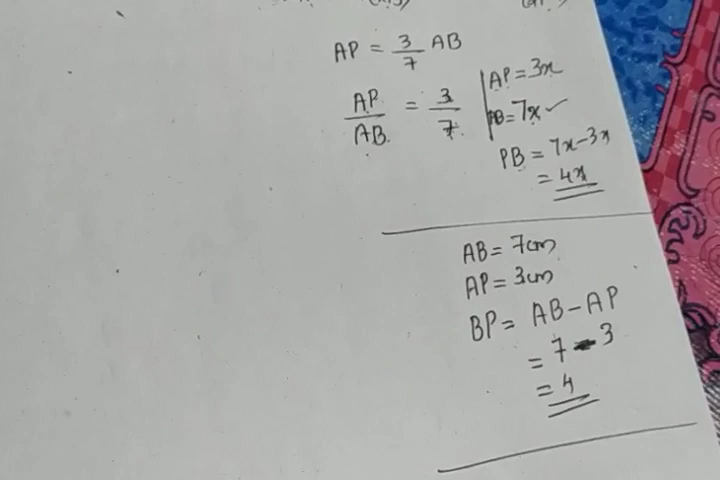 AP = 3/7 AB
AP/AB = 3/7
AP = 3x
= 7x ✓
PB = 7x-3x
= 4x
AB = 7cm
AP = 3cm
BP = AB-AP
= 7-3
= 4